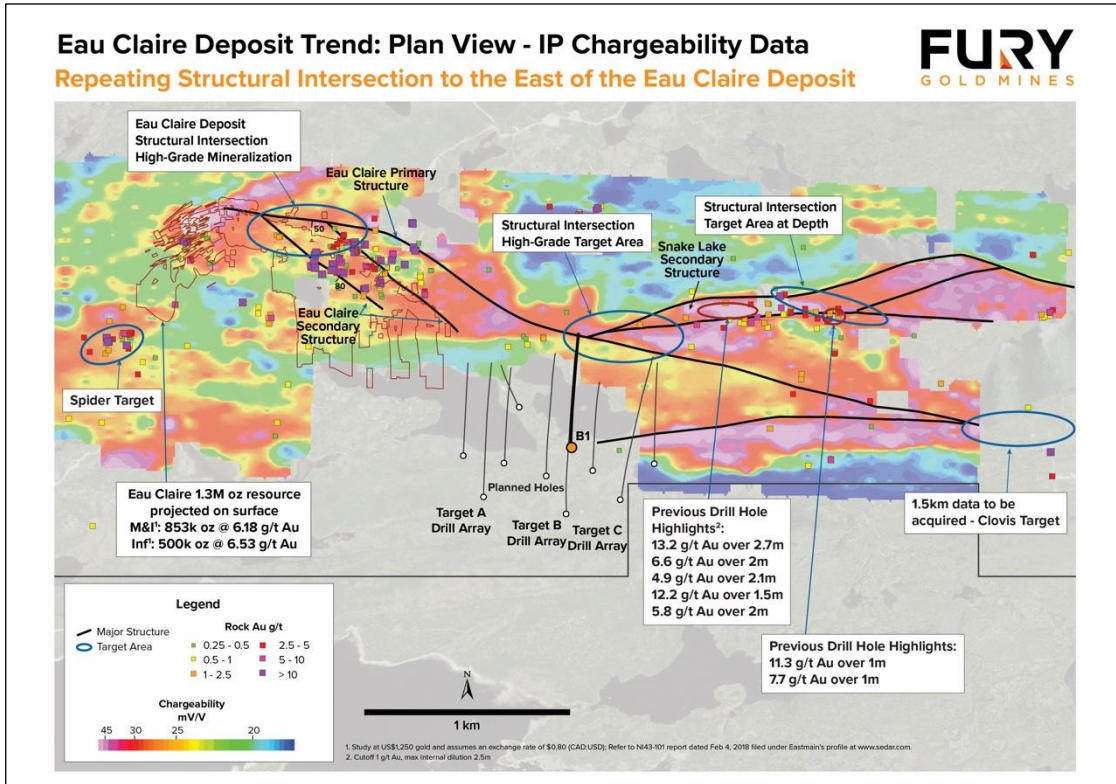 Eau Claire Deposit Trend: Plan View - IP Chargeability Data
Repeating Structural Intersection to the East of the Eau Claire Deposit
FURY
GOLD MINES
Eau Claire Deposit
Structural Intersection
High-Grade Mineralization
Eau Claire Primary
Structure
Structural Intersection
High-Grade Target Area
Snake Lake
Secondary
Structure
Structural Intersection
Target Area at Depth
50
80
Eau Claire
Secondary
Structure
Spider Target
B1
Planned Holes
Target A
Drill Array
Target B
Drill Array
Target C
Drill Array
Eau Claire 1.3M oz resource
projected on surface
M&I¹: 853k oz @ 6.18 g/t Au
Inf¹: 500k oz @ 6.53 g/t Au
Previous Drill Hole
Highlights²:
13.2 g/t Au over 2.7m
6.6 g/t Au over 2m
4.9 g/t Au over 2.1m
12.2 g/t Au over 1.5m
5.8 g/t Au over 2m
1.5km data to be
acquired - Clovis Target
Previous Drill Hole Highlights:
11.3 g/t Au over 1m
7.7 g/t Au over 1m
Legend
Major Structure
Target Area
Rock Au g/t
0.25 - 0.5
0.5 - 1
1 - 2.5
2.5 - 5
5 - 10
> 10
Chargeability
mV/V
45 30 25 20
N
1 km
1. Study at US$1,250 gold and assumes an exchange rate of $0.80 (CAD:USD); Refer to NI43-101 report dated Feb 4, 2018 filed under Eastmain's profile at www.sedar.com.
2. Cutoff 1 g/t Au, max internal dilution 2.5m